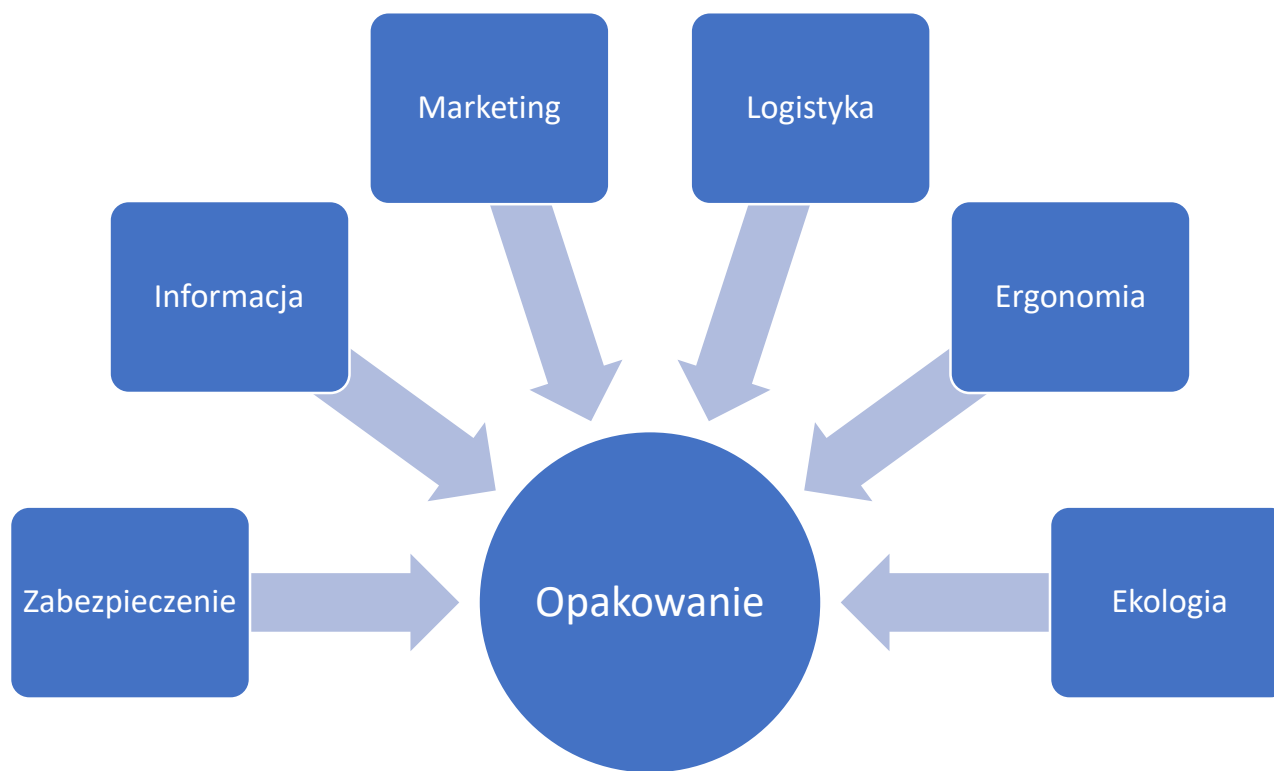 Marketing
Logistyka
Informacja
Ergonomia
Zabezpieczenie
Opakowanie
Ekologia